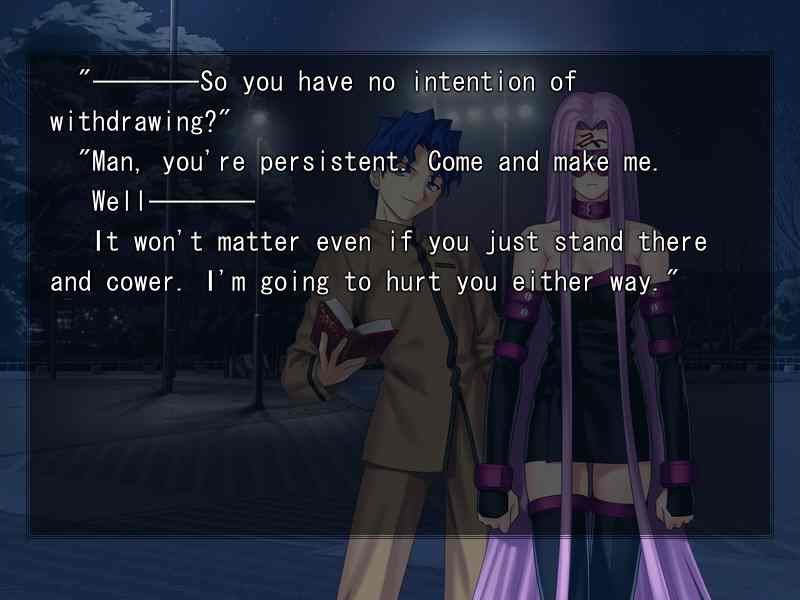 "————So you have no intention of
withdrawing?"
"Man, you're persistent. Come and make me.
Well————
It won't matter even if you just stand there
and cower. I'm going to hurt you either way."